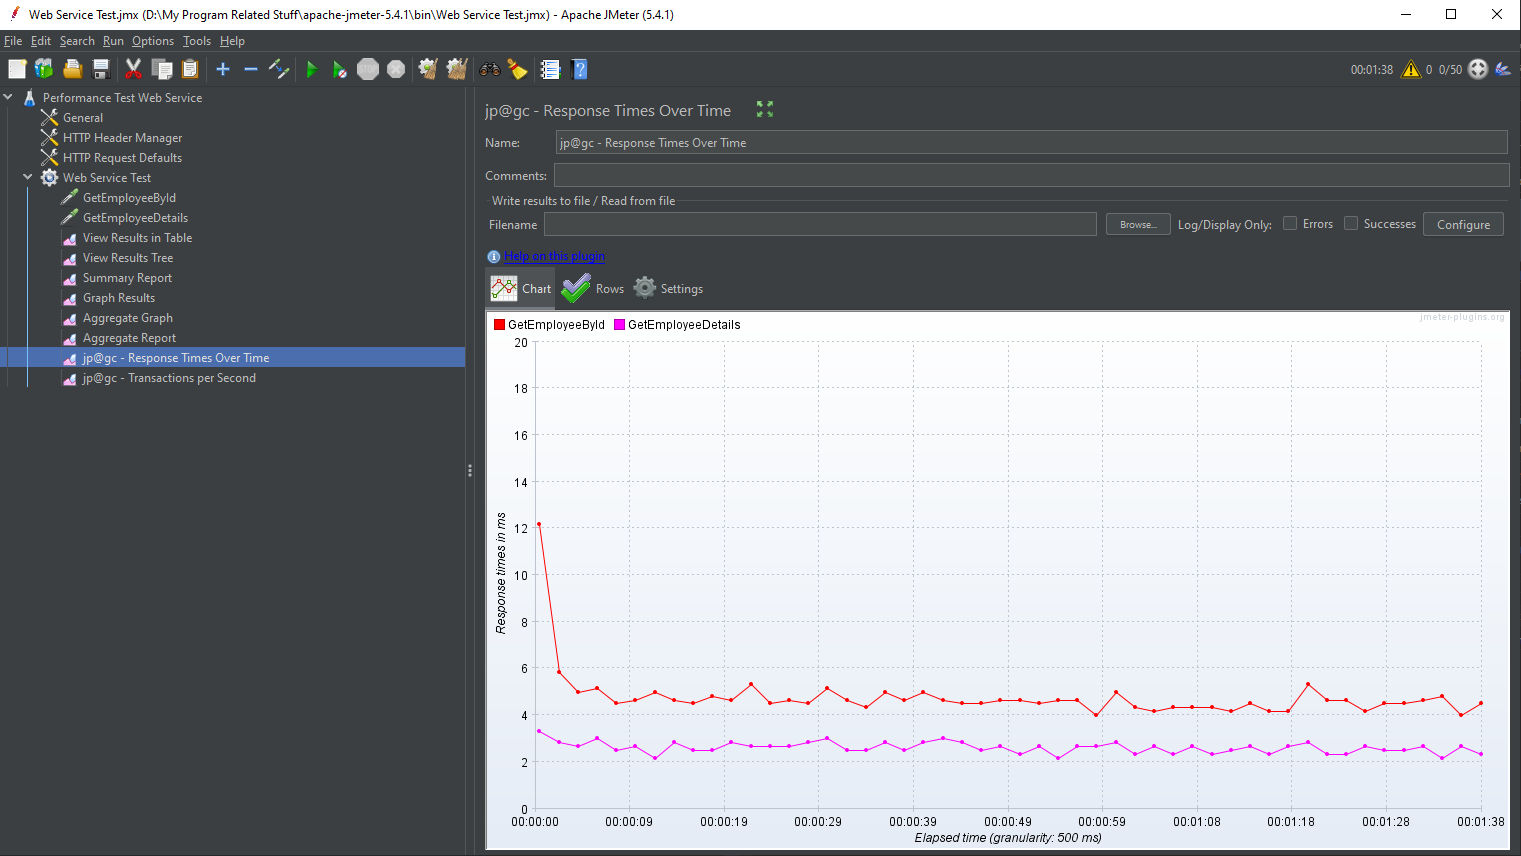 Web Service Test.jmx (D:\My Program Related Stuff\apache-jmeter-5.4.1\bin\Web Service Test.jmx) - Apache JMeter (5.4.1)
File Edit Search Run Options Tools Help
STOP
00:01:38 0 0/50
Performance Test Web Service
General
HTTP Header Manager
HTTP Request Defaults
Web Service Test
GetEmployeeById
GetEmployeeDetails
View Results in Table
View Results Tree
Summary Report
Graph Results
Aggregate Graph
Aggregate Report
jp@gc - Response Times Over Time
jp@gc - Transactions per Second
jp@gc - Response Times Over Time
Name: jp@gc - Response Times Over Time
Comments:
Write results to file / Read from file
Filename Browse... Log/Display Only: Errors Successes Configure
Help on this plugin
Chart Rows Settings
GetEmployeeById GetEmployeeDetails
jmeter-plugins.org
20
18
16
14
12
10
8
6
4
2
0
Response times in ms
00:00:00 00:00:09 00:00:19 00:00:29 00:00:39 00:00:49 00:00:59 00:01:08 00:01:18 00:01:28 00:01:38
Elapsed time (granularity: 500 ms)